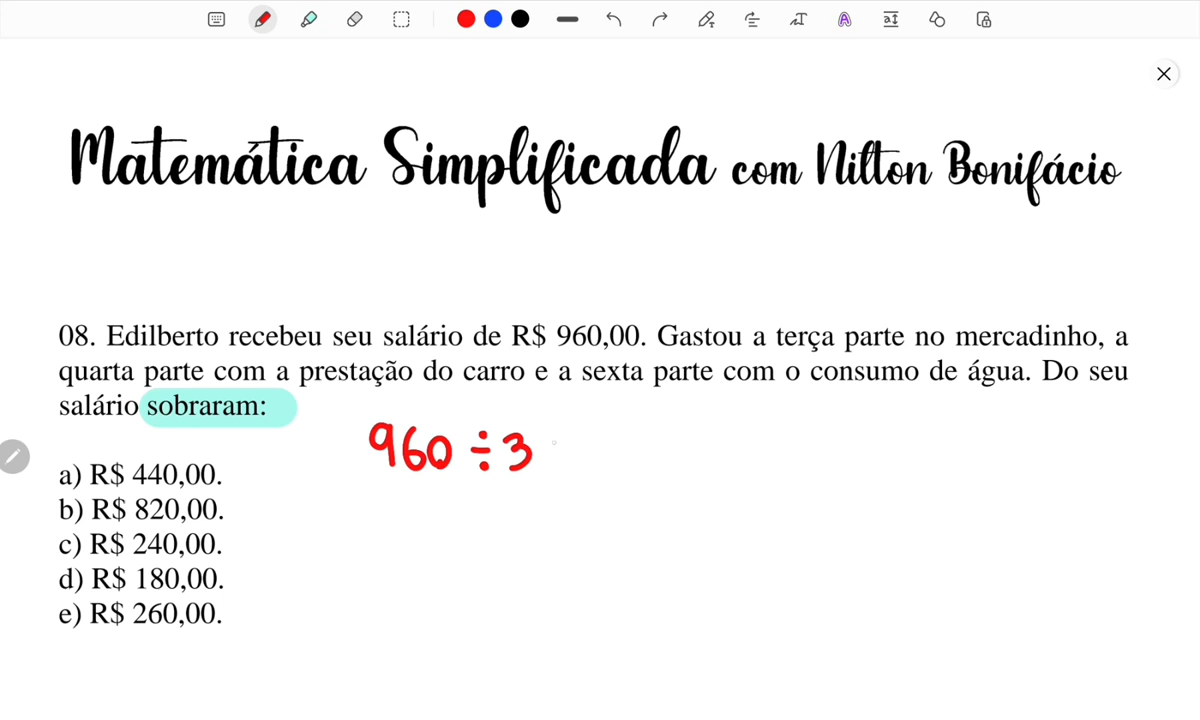 Matemática Simplificada com Nilton Bonifácio
08. Edilberto recebeu seu salário de R$ 960,00. Gastou a terça parte no mercadinho, a
quarta parte com a prestação do carro e a sexta parte com o consumo de água. Do seu
salário sobraram:
960 ÷ 3
a) R$ 440,00.
b) R$ 820,00.
c) R$ 240,00.
d) R$ 180,00.
e) R$ 260,00.